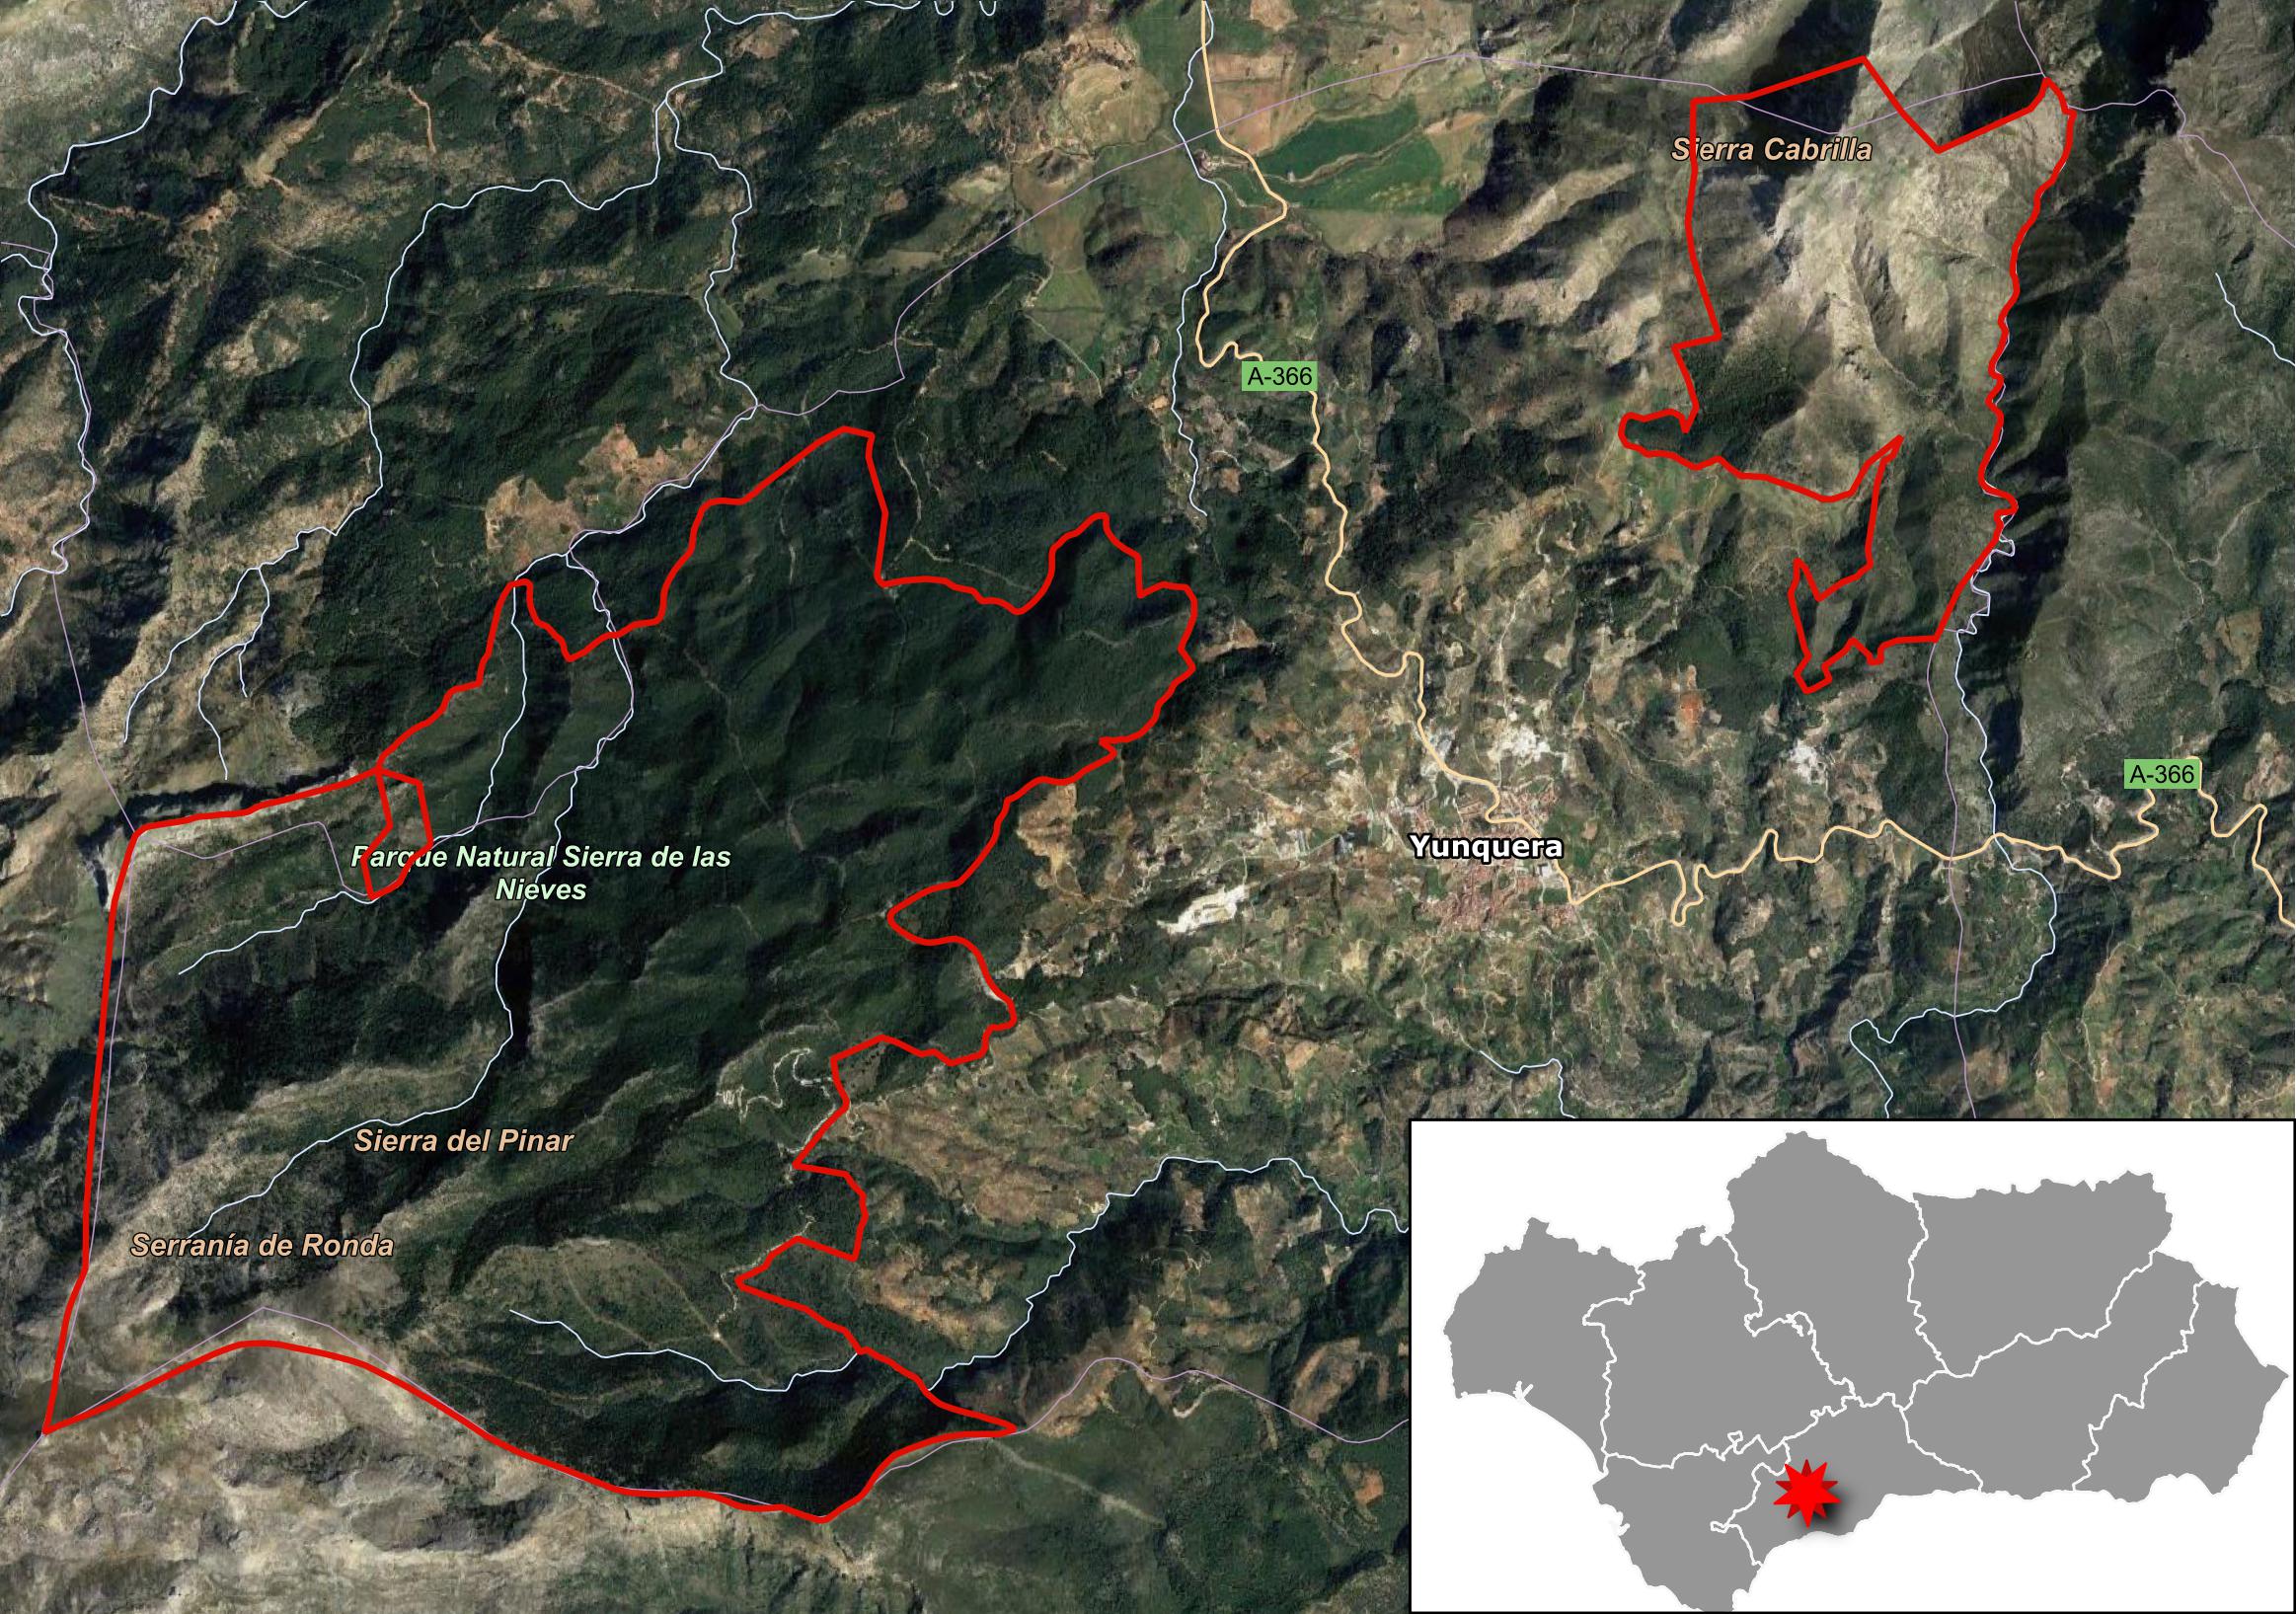 Sierra Cabrilla
A-366
A-366
Yunquera
Parque Natural Sierra de las
Nieves
Sierra del Pinar
Serranía de Ronda